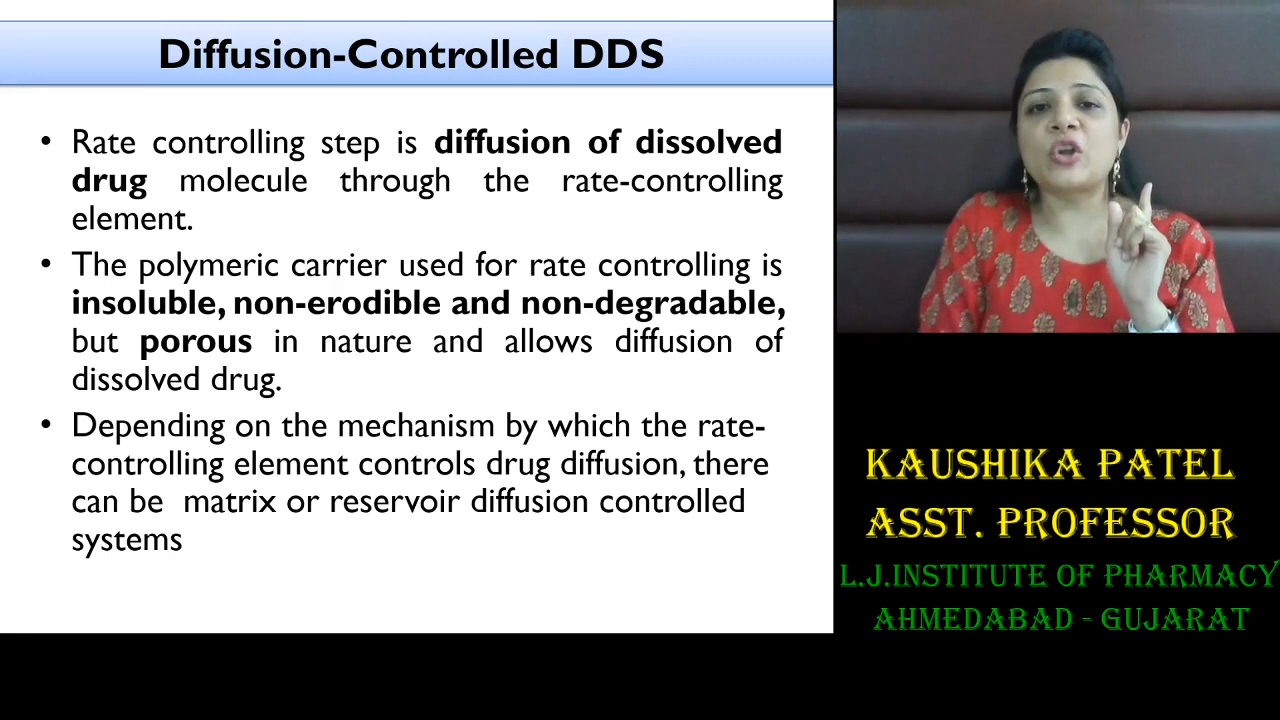 Diffusion-Controlled DDS
• Rate controlling step is diffusion of dissolved
drug molecule through the rate-controlling
element.
• The polymeric carrier used for rate controlling is
insoluble, non-erodible and non-degradable,
but porous in nature and allows diffusion of
dissolved drug.
• Depending on the mechanism by which the rate-
controlling element controls drug diffusion, there
can be matrix or reservoir diffusion controlled
systems
KAUSHIKA PATEL
ASST. PROFESSOR
L.J.INSTITUTE OF PHARMACY
AHMEDABAD - GUJARAT